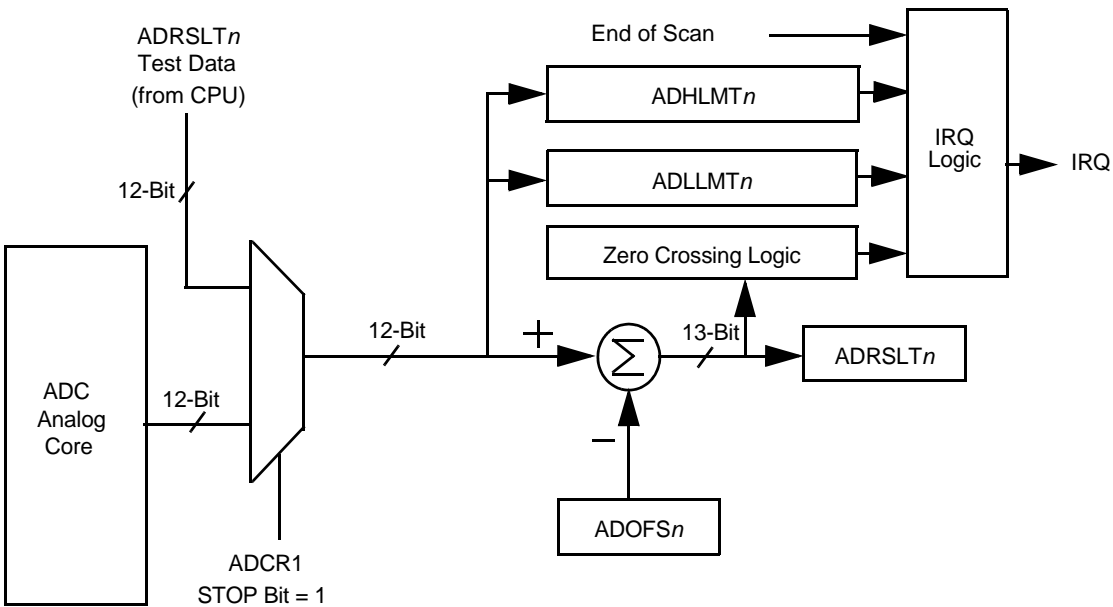 ADRSLTn
Test Data
(from CPU)
End of Scan
ADHLMTn
IRQ
Logic
IRQ
12-Bit
ADLLMTn
Zero Crossing Logic
12-Bit
+
13-Bit
Σ
ADRSLTn
ADC
Analog
Core
12-Bit
−
ADOFSn
ADCR1
STOP Bit = 1